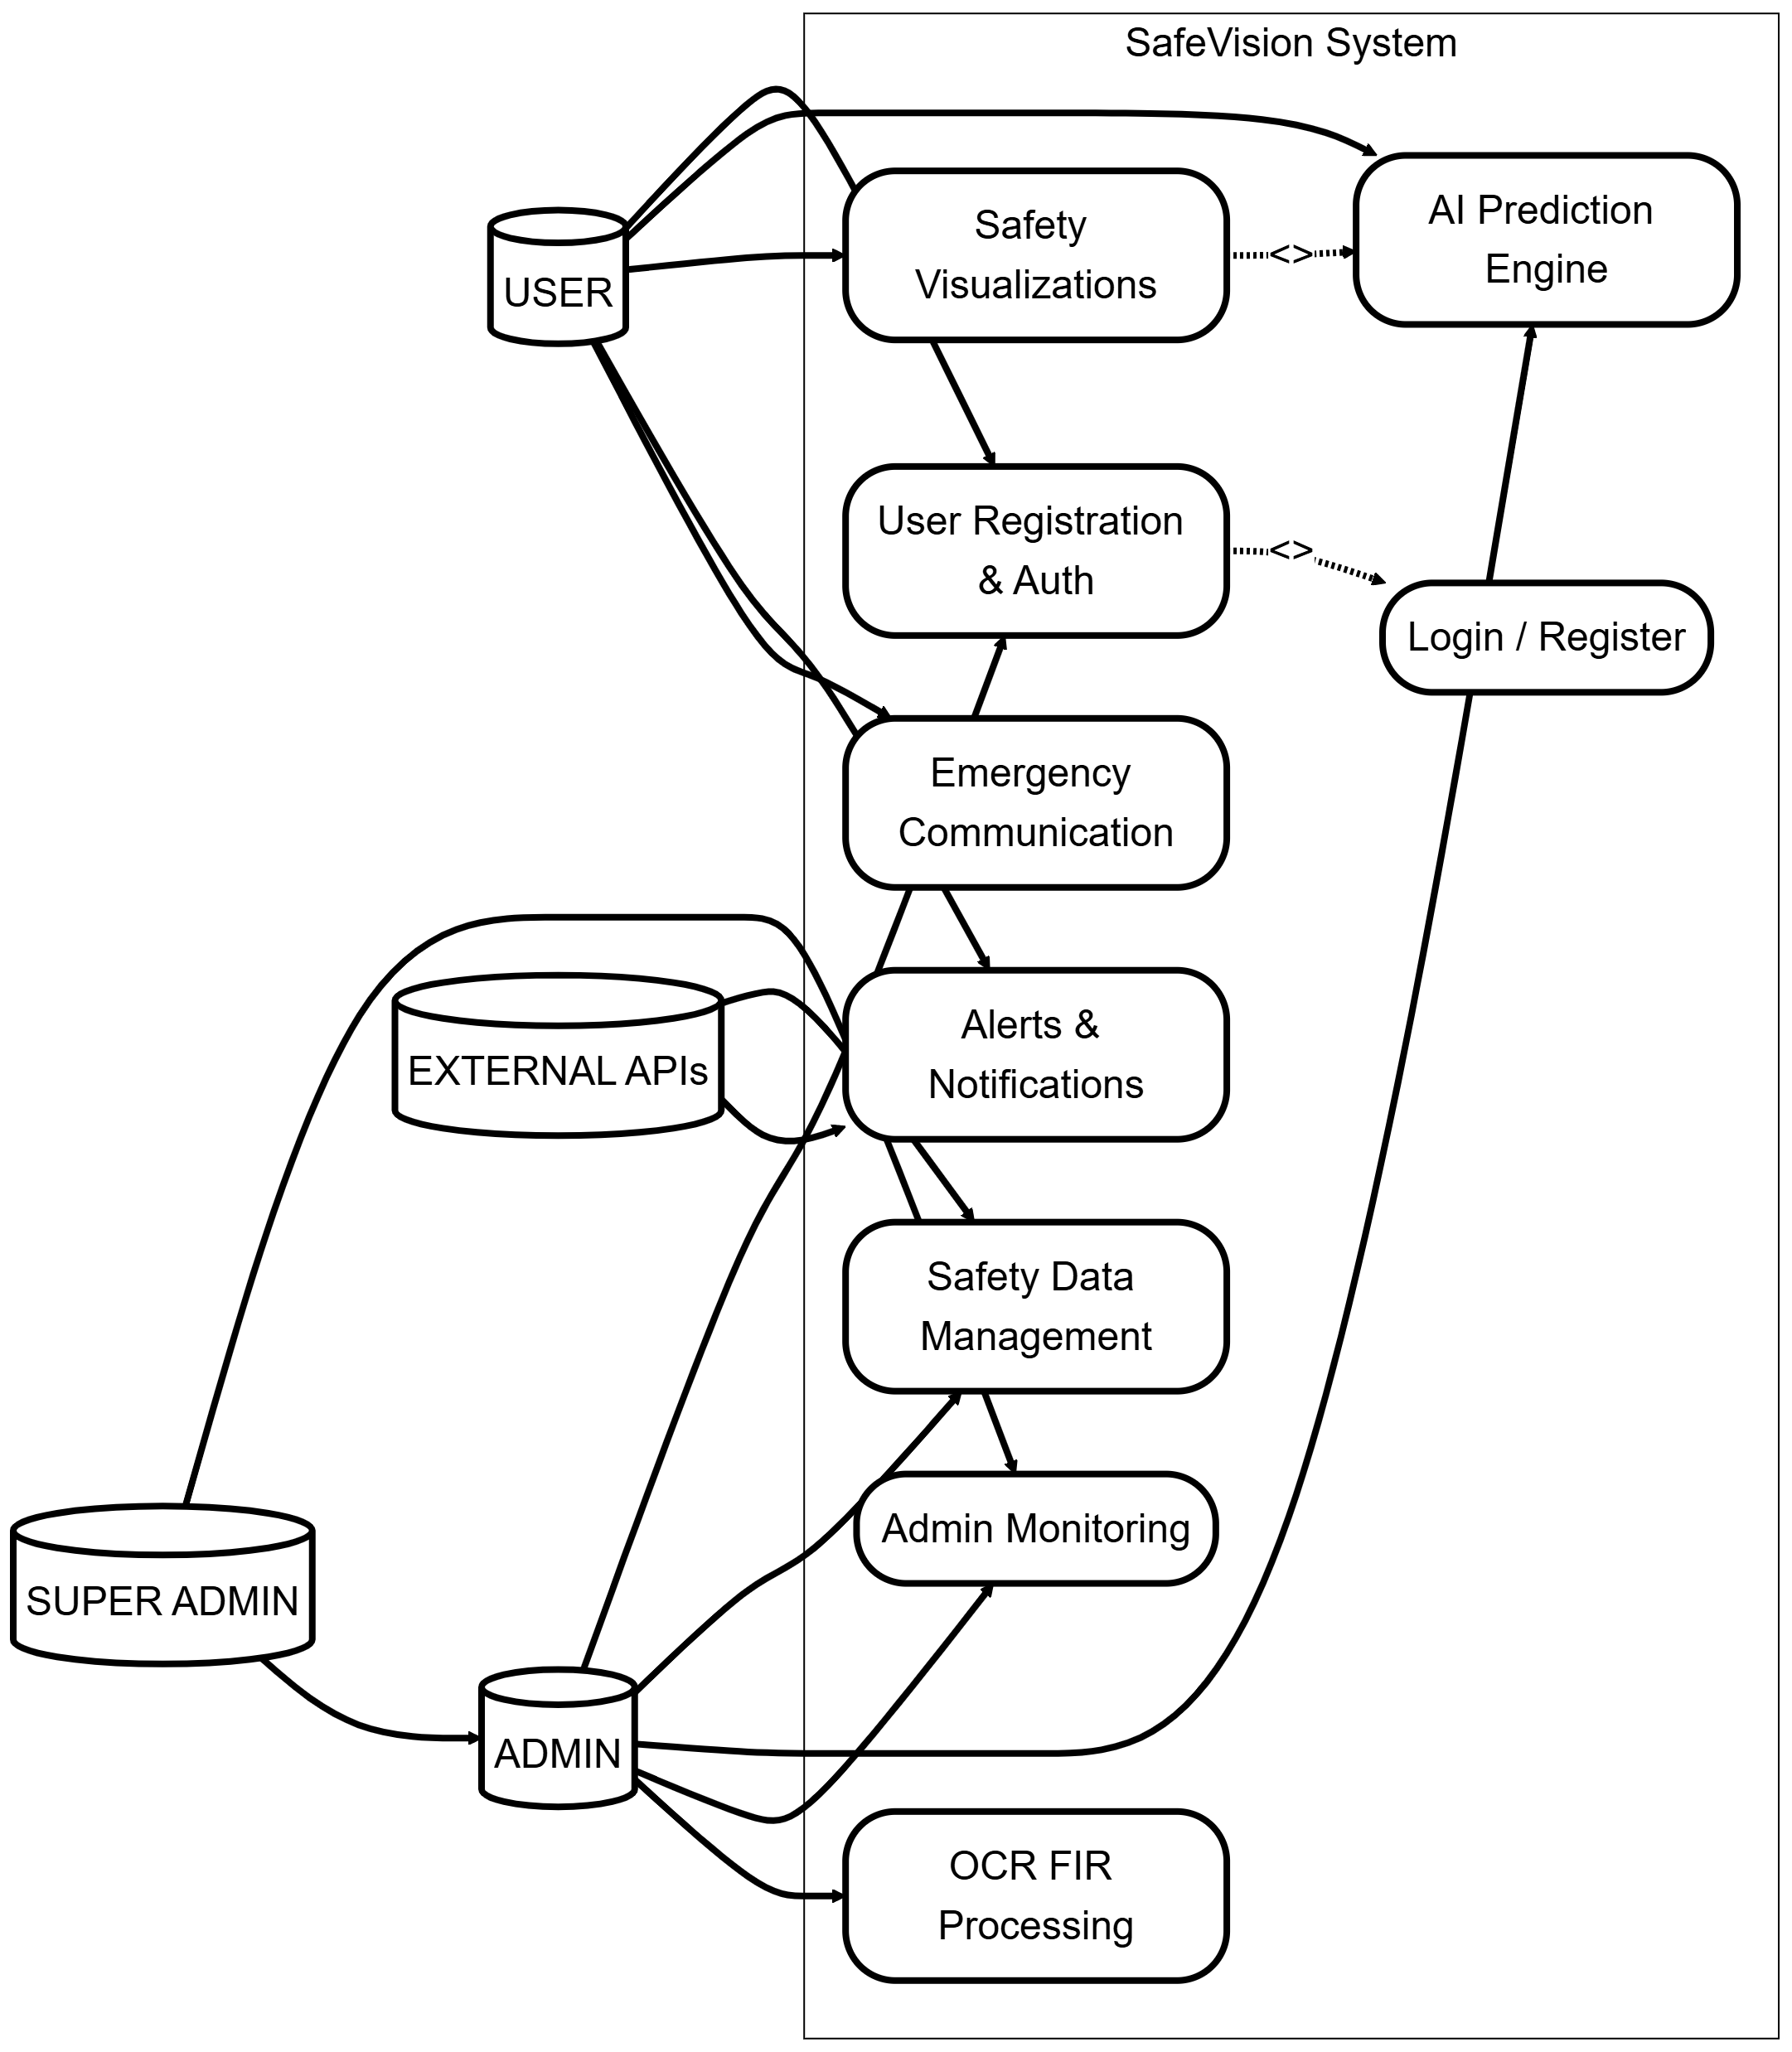 SafeVision System
AI Prediction
Engine
Safety
Visualizations
<>
USER
User Registration
& Auth
<>
Login / Register
Emergency
Communication
Alerts &
Notifications
EXTERNAL APIs
Safety Data
Management
Admin Monitoring
SUPER ADMIN
ADMIN
OCR FIR
Processing